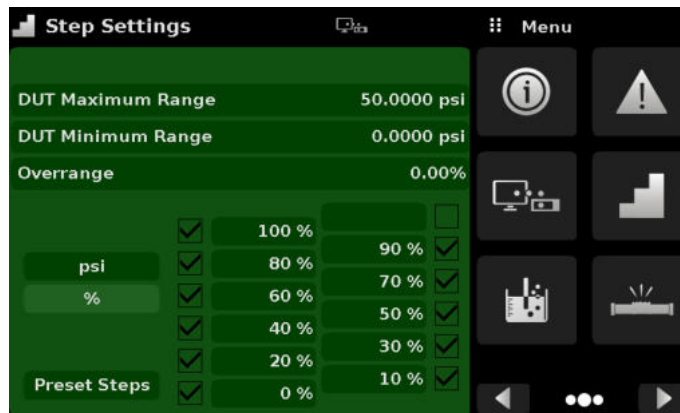 Step Settings
Menu
DUT Maximum Range 50.0000 psi
DUT Minimum Range 0.0000 psi
Overrange 0.00%
100 %
90 %
psi
80 %
70 %
%
60 %
50 %
40 %
30 %
20 %
10 %
Preset Steps
0 %